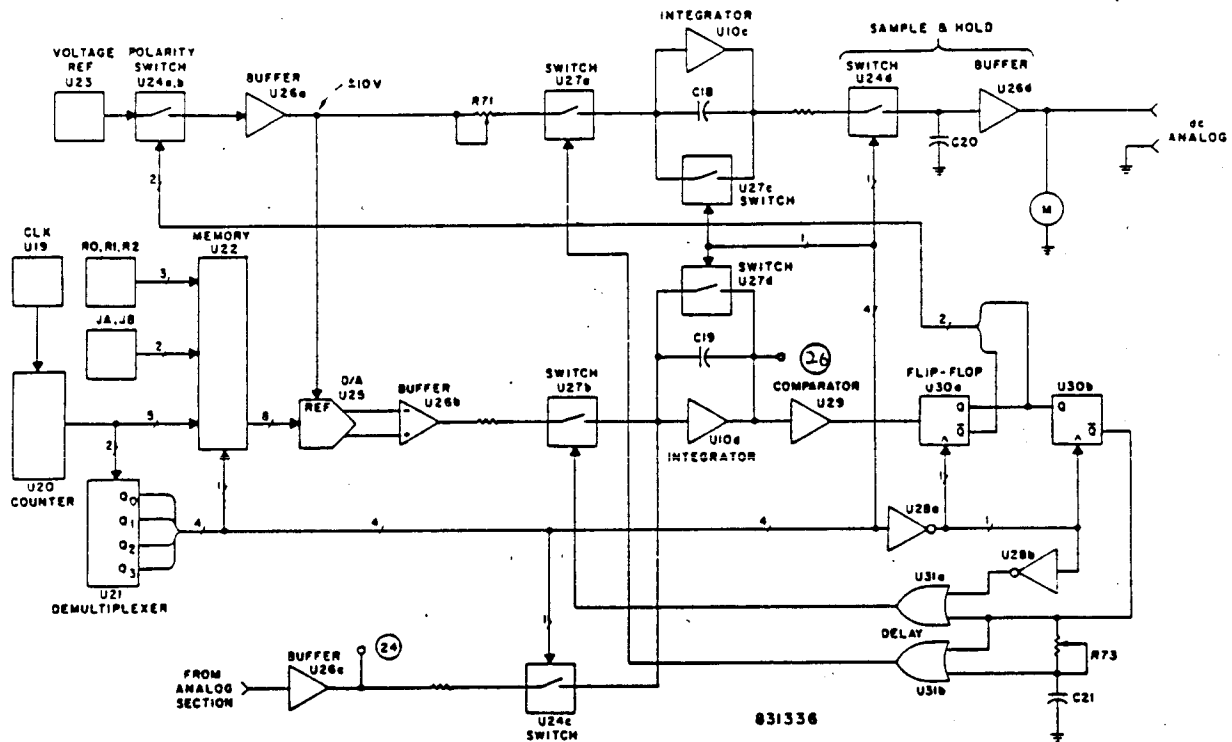 VOLTAGE
REF
U23
POLARITY
SWITCH
U24a,b
BUFFER
U26a
±10V
R71
SWITCH
U27a
INTEGRATOR
U10c
C18
U27c
SWITCH
SAMPLE & HOLD
SWITCH
U24d
BUFFER
U26d
C20
dc
ANALOG
M
2
1
1
CLK
U19
R0,R1,R2
3
JA,JB
2
MEMORY
U22
5
2
8
1
U20
COUNTER
Q0
Q1
Q2
Q3
U21
DEMULTIPLEXER
4
4
4
4
REF
D/A
U25
BUFFER
U26b
-
+
SWITCH
U27b
SWITCH
U27d
C19
26
U10d
INTEGRATOR
COMPARATOR
U29
2
FLIP-FLOP
U30a
Q
Q̅
U30b
Q
Q̅
1
U28a
1
U28b
U31a
DELAY
U31b
R73
C21
FROM
ANALOG
SECTION
BUFFER
U26c
24
1
U24c
SWITCH
831336